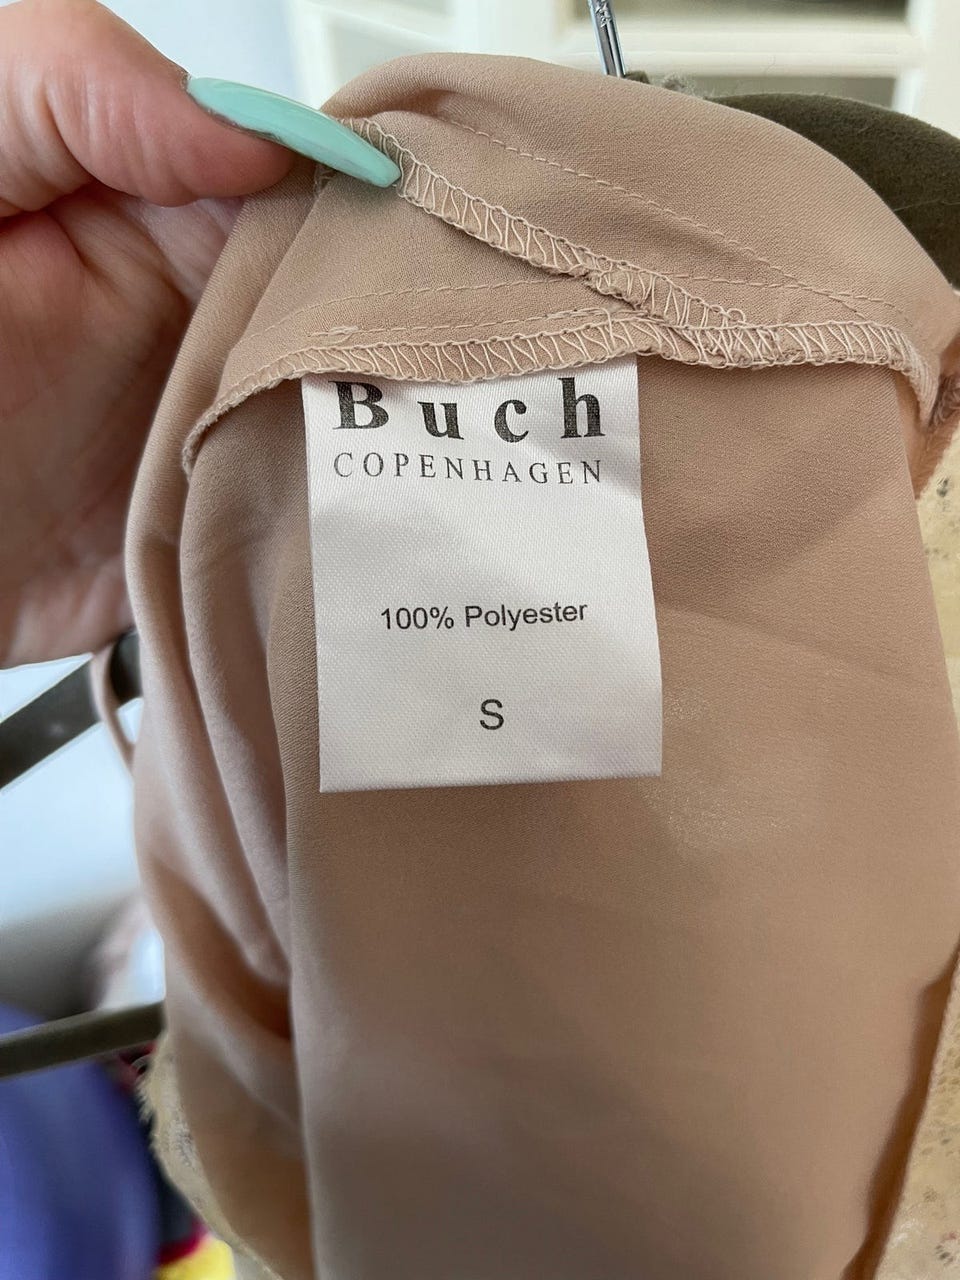 Buch
COPENHAGEN
100% Polyester
S